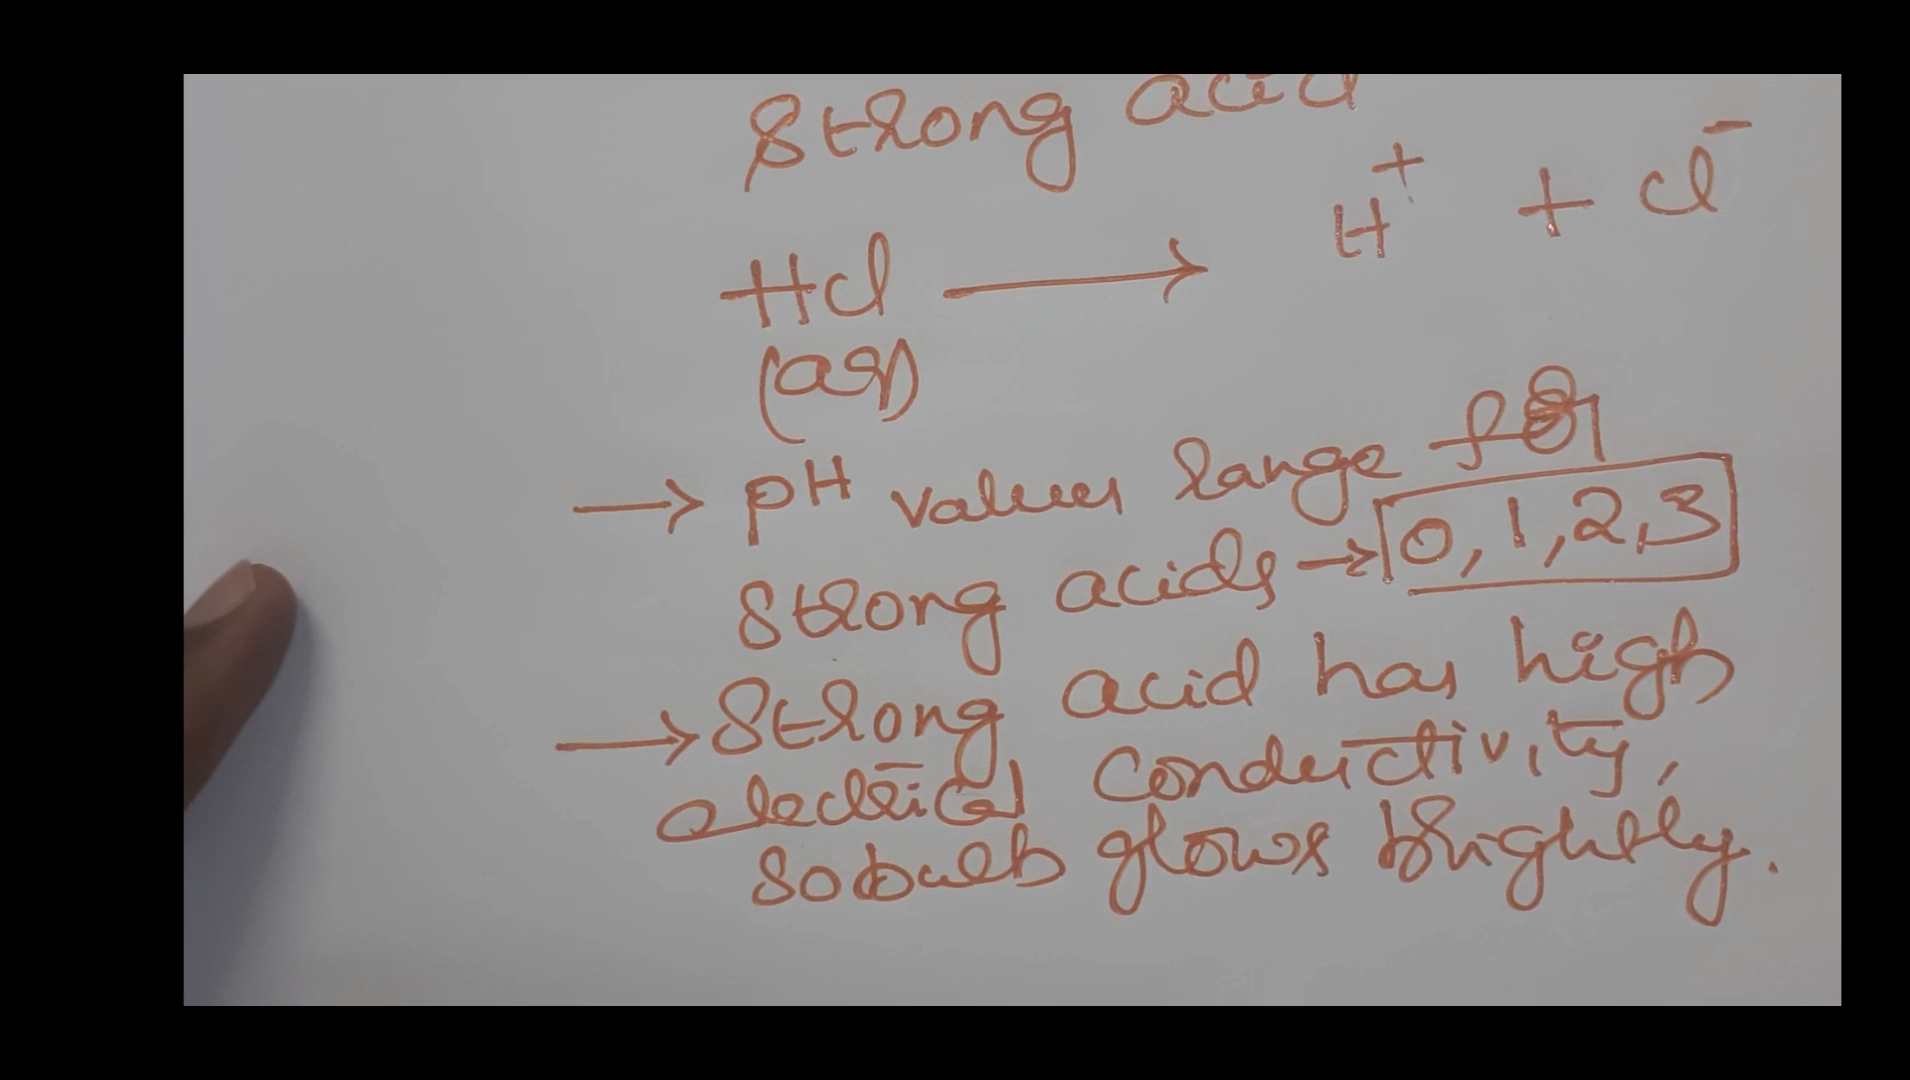 Strong acid
HCl → H⁺ + Cl⁻
(aq)
→ pH values range for
strong acids → 0, 1, 2, 3
→ Strong acid has high
electrical conductivity,
so bulb glows brightly.